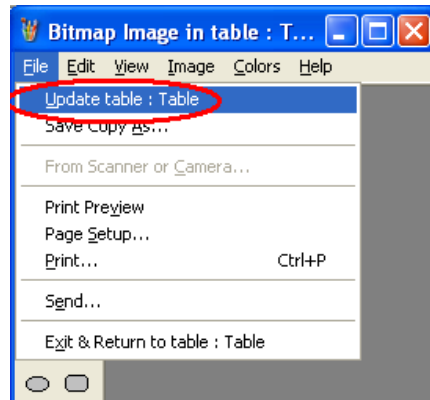 Bitmap Image in table : T...
File Edit View Image Colors Help
Update table : Table
Save Copy As...
From Scanner or Camera...
Print Preview
Page Setup...
Print... Ctrl+P
Send...
Exit & Return to table : Table